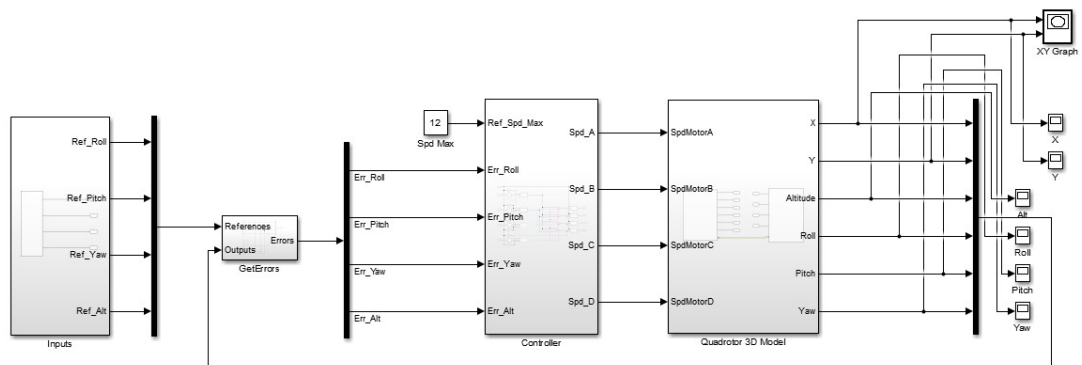 XY Graph
X
Y
Alt
Roll
Pitch
Yaw
Ref_Roll
Ref_Pitch
Ref_Yaw
Ref_Alt
Inputs
References
Outputs
Errors
GetErrors
Err_Roll
Err_Pitch
Err_Yaw
Err_Alt
12
Spd Max
Ref_Spd_Max
Err_Roll
Err_Pitch
Err_Yaw
Err_Alt
Spd_A
Spd_B
Spd_C
Spd_D
Controller
SpdMotorA
SpdMotorB
SpdMotorC
SpdMotorD
X
Y
Altitude
Roll
Pitch
Yaw
Quadrotor 3D Model